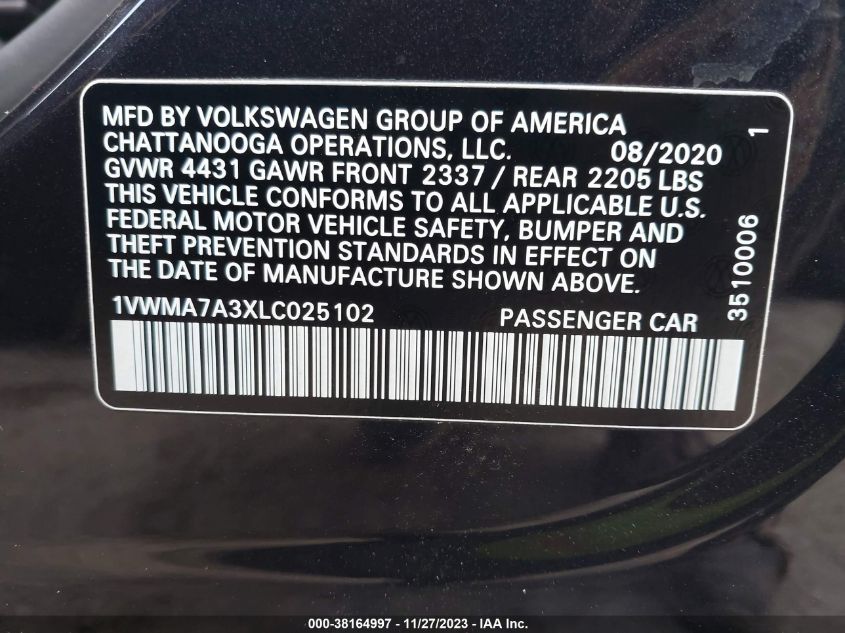 MFD BY VOLKSWAGEN GROUP OF AMERICA
CHATTANOOGA OPERATIONS, LLC. 08/2020 1
GVWR 4431 GAWR FRONT 2337 / REAR 2205 LBS
THIS VEHICLE CONFORMS TO ALL APPLICABLE U.S.
FEDERAL MOTOR VEHICLE SAFETY, BUMPER AND
THEFT PREVENTION STANDARDS IN EFFECT ON
THE DATE OF MANUFACTURE SHOWN ABOVE.
3510006
1VWMA7A3XLC025102 PASSENGER CAR
000-38164997 - 11/27/2023 - IAA Inc.